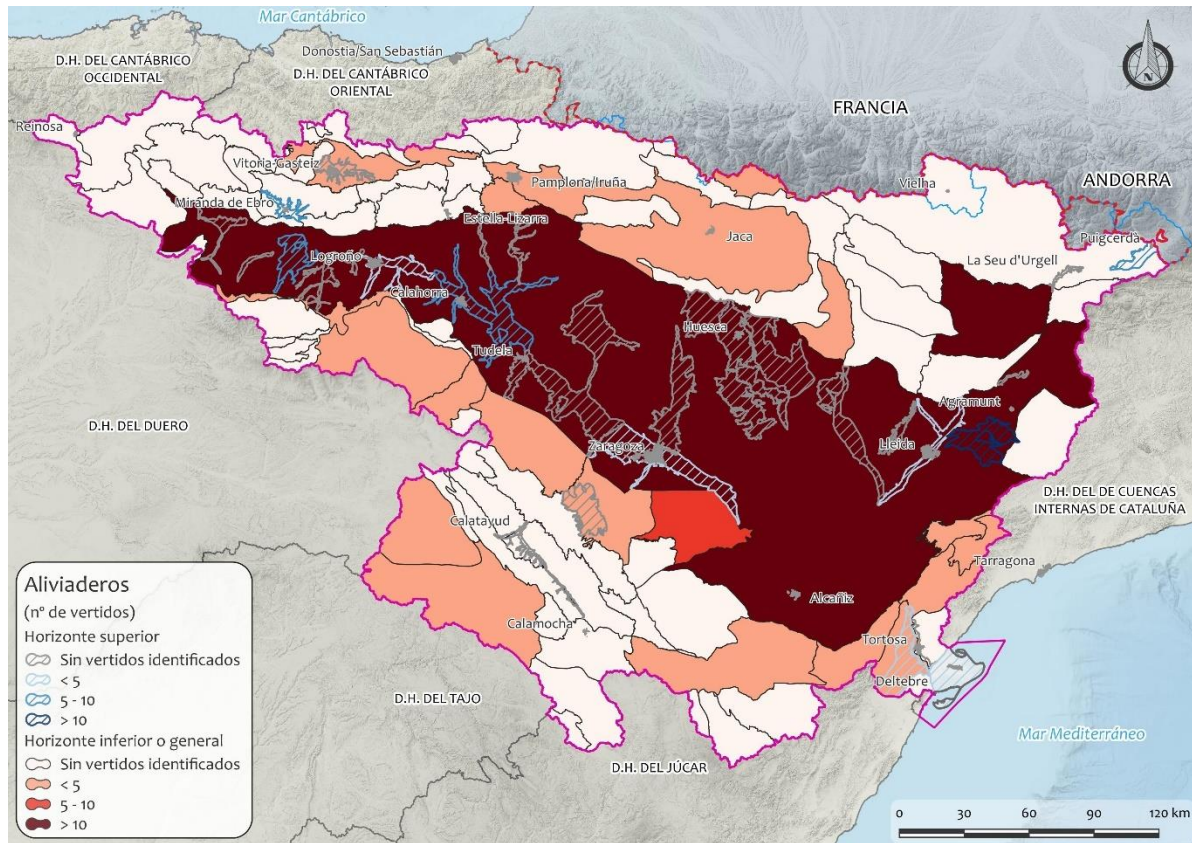 Mar Cantábrico
Donostia/San Sebastián
D.H. DEL CANTÁBRICO
OCCIDENTAL
D.H. DEL CANTÁBRICO
ORIENTAL
N
FRANCIA
Reinosa
Vitoria-Gasteiz
Pamplona/Iruña
Vielha
ANDORRA
Miranda de Ebro
Estella-Lizarra
Puigcerdà
Jaca
La Seu d'Urgell
Logroño
Calahorra
Huesca
Tudela
Agramunt
D.H. DEL DUERO
Zaragoza
Lleida
D.H. DEL DE CUENCAS
INTERNAS DE CATALUÑA
Calatayud
Tarragona
Alcañiz
Calamocha
Tortosa
Deltebre
D.H. DEL TAJO
Mar Mediterráneo
D.H. DEL JÚCAR
Aliviaderos
(nº de vertidos)
Horizonte superior
Sin vertidos identificados
< 5
5 - 10
> 10
Horizonte inferior o general
Sin vertidos identificados
< 5
5 - 10
> 10
0 30 60 90 120 km